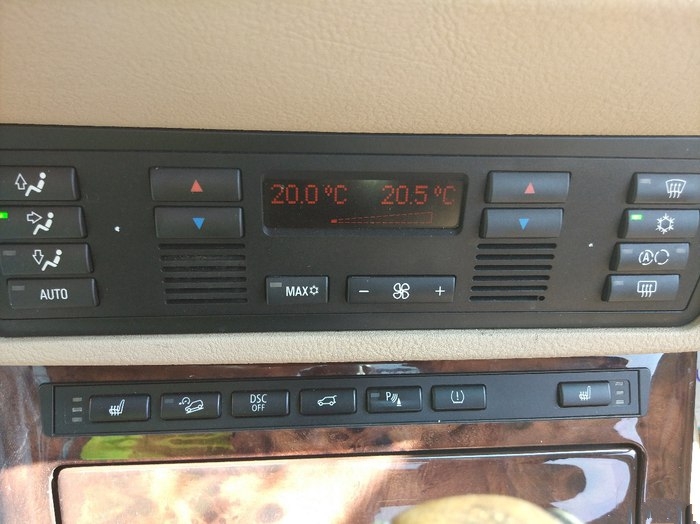 20.0°C 20.5°C
AUTO
MAX
- +
A
DSC
OFF
P